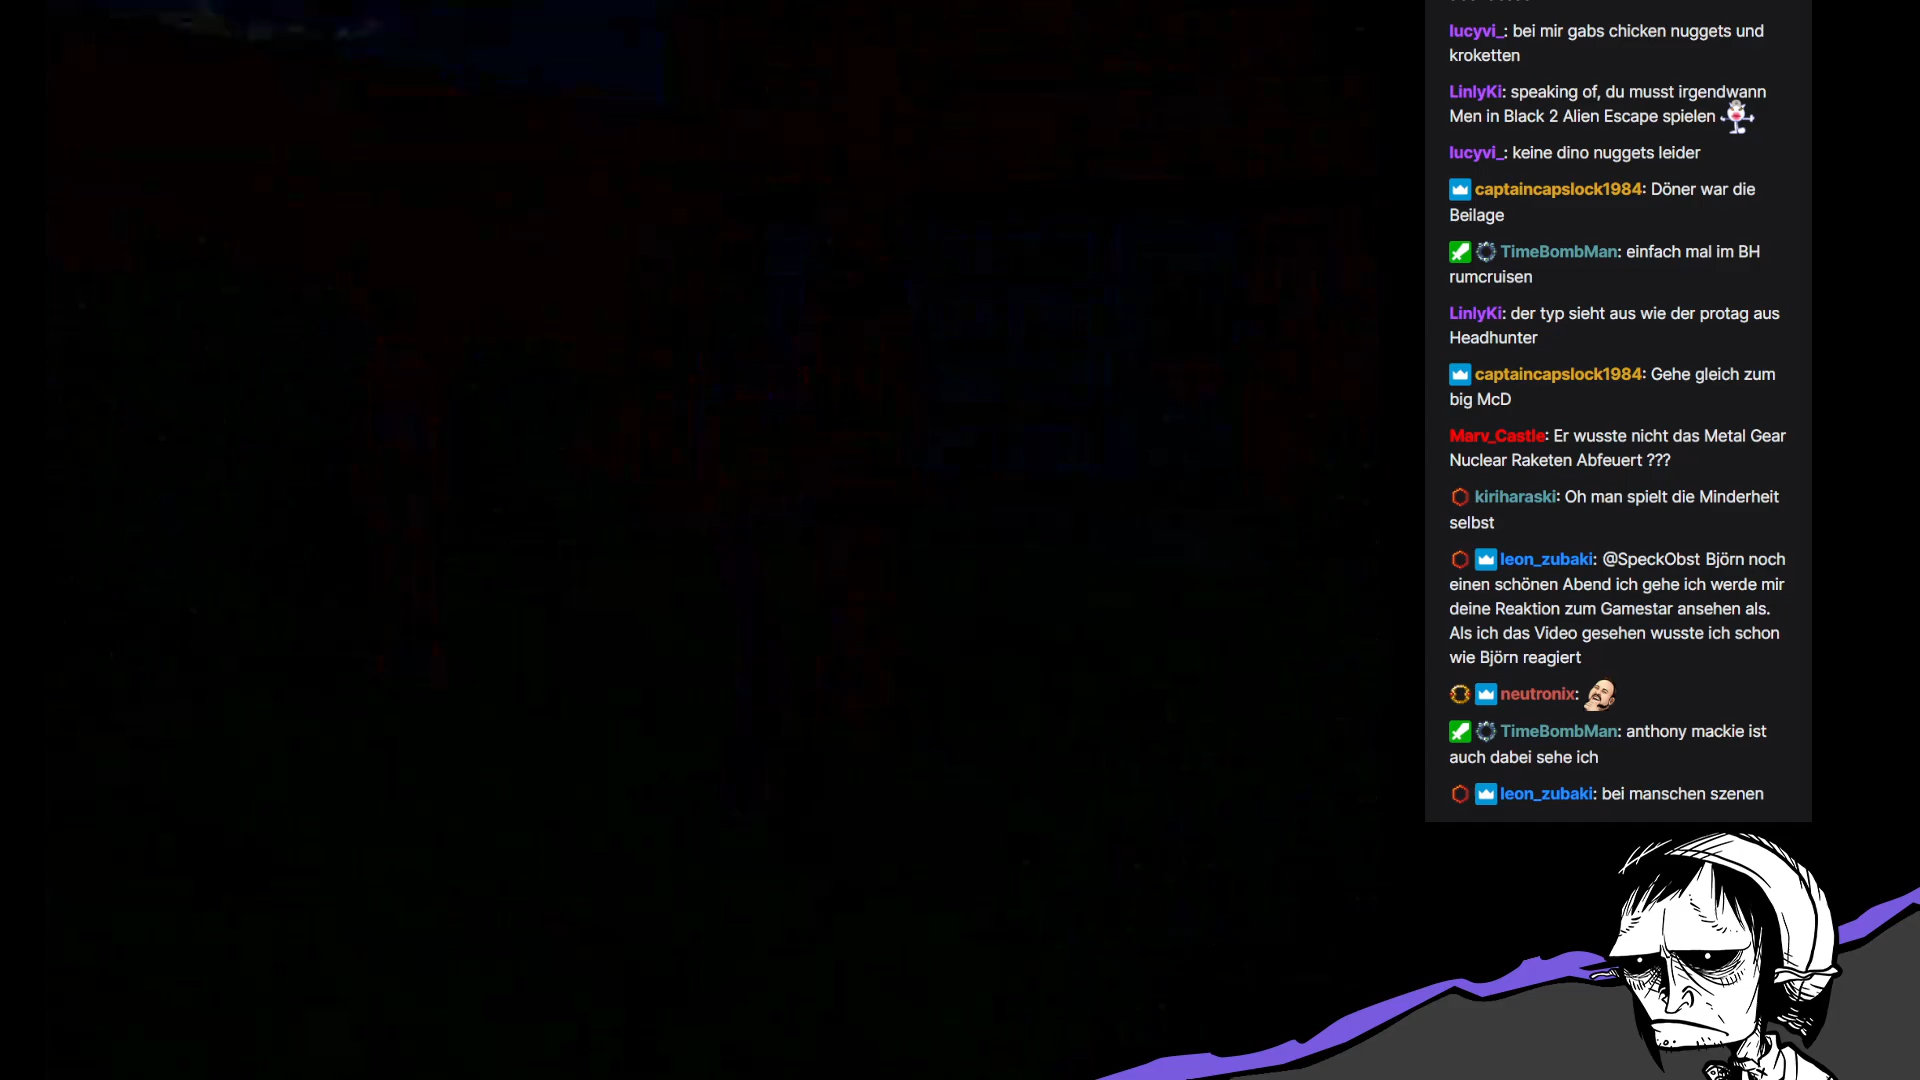 lucyvi_: bei mir gabs chicken nuggets und
kroketten
LinlyKi: speaking of, du musst irgendwann
Men in Black 2 Alien Escape spielen
lucyvi_: keine dino nuggets leider
captaincapslock1984: Döner war die
Beilage
TimeBombMan: einfach mal im BH
rumcruisen
LinlyKi: der typ sieht aus wie der protag aus
Headhunter
captaincapslock1984: Gehe gleich zum
big McD
Marv_Castle: Er wusste nicht das Metal Gear
Nuclear Raketen Abfeuert ???
kiriharaski: Oh man spielt die Minderheit
selbst
leon_zubaki: @SpeckObst Björn noch
einen schönen Abend ich gehe ich werde mir
deine Reaktion zum Gamestar ansehen als.
Als ich das Video gesehen wusste ich schon
wie Björn reagiert
neutronix:
TimeBombMan: anthony mackie ist
auch dabei sehe ich
leon_zubaki: bei manschen szenen